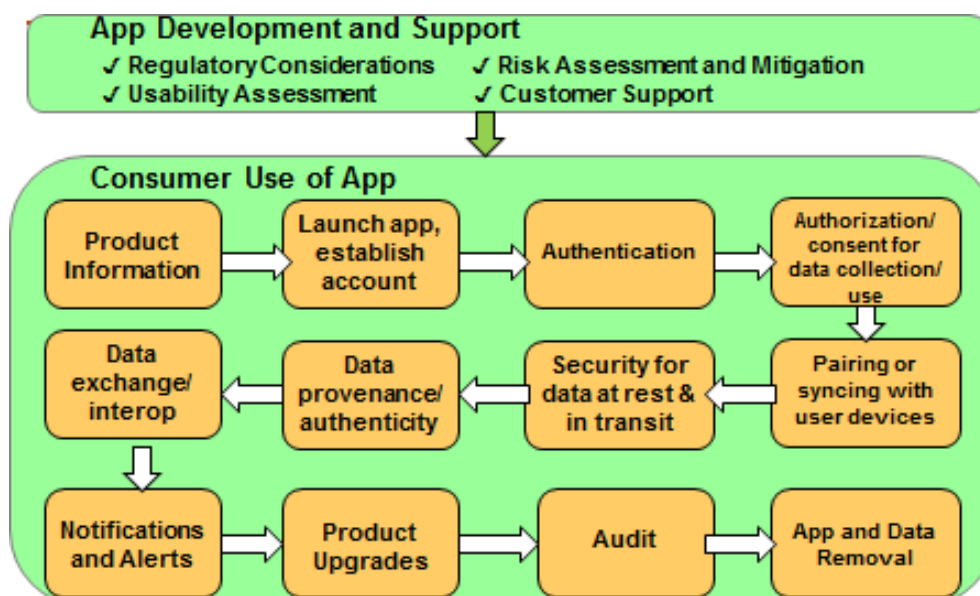 App Development and Support
✓ Regulatory Considerations ✓ Risk Assessment and Mitigation
✓ Usability Assessment ✓ Customer Support
Consumer Use of App
Product
Information
Launch app,
establish
account
Authentication
Authorization/
consent for
data collection/
use
Data
exchange/
interop
Data
provenance/
authenticity
Security for
data at rest &
in transit
Pairing or
syncing with
user devices
Notifications
and Alerts
Product
Upgrades
Audit
App and Data
Removal